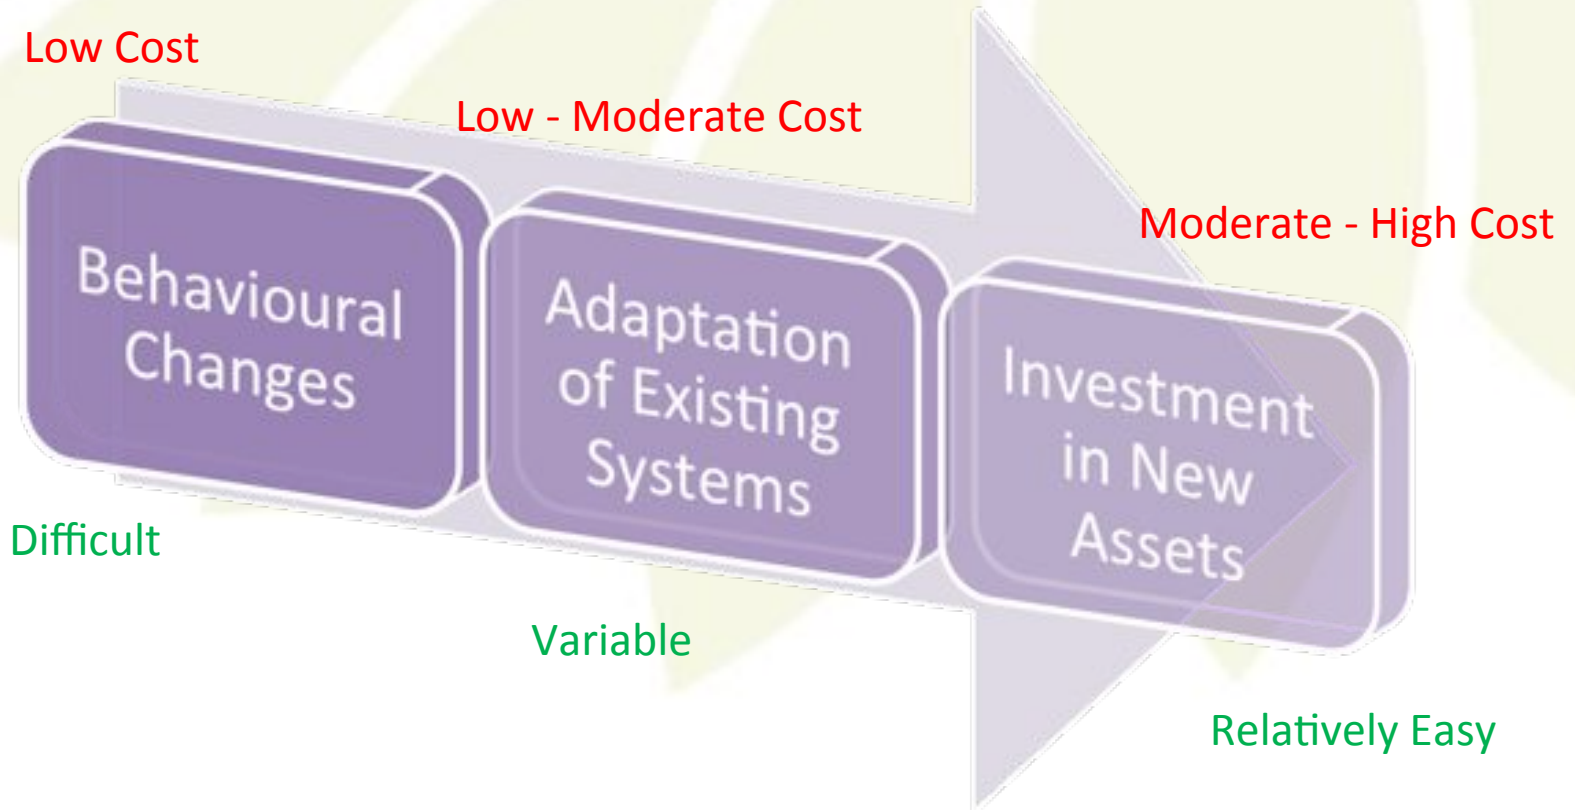 Low Cost
Low - Moderate Cost
Moderate - High Cost
Behavioural
Changes
Adaptation
of Existing
Systems
Investment
in New
Assets
Difficult
Variable
Relatively Easy